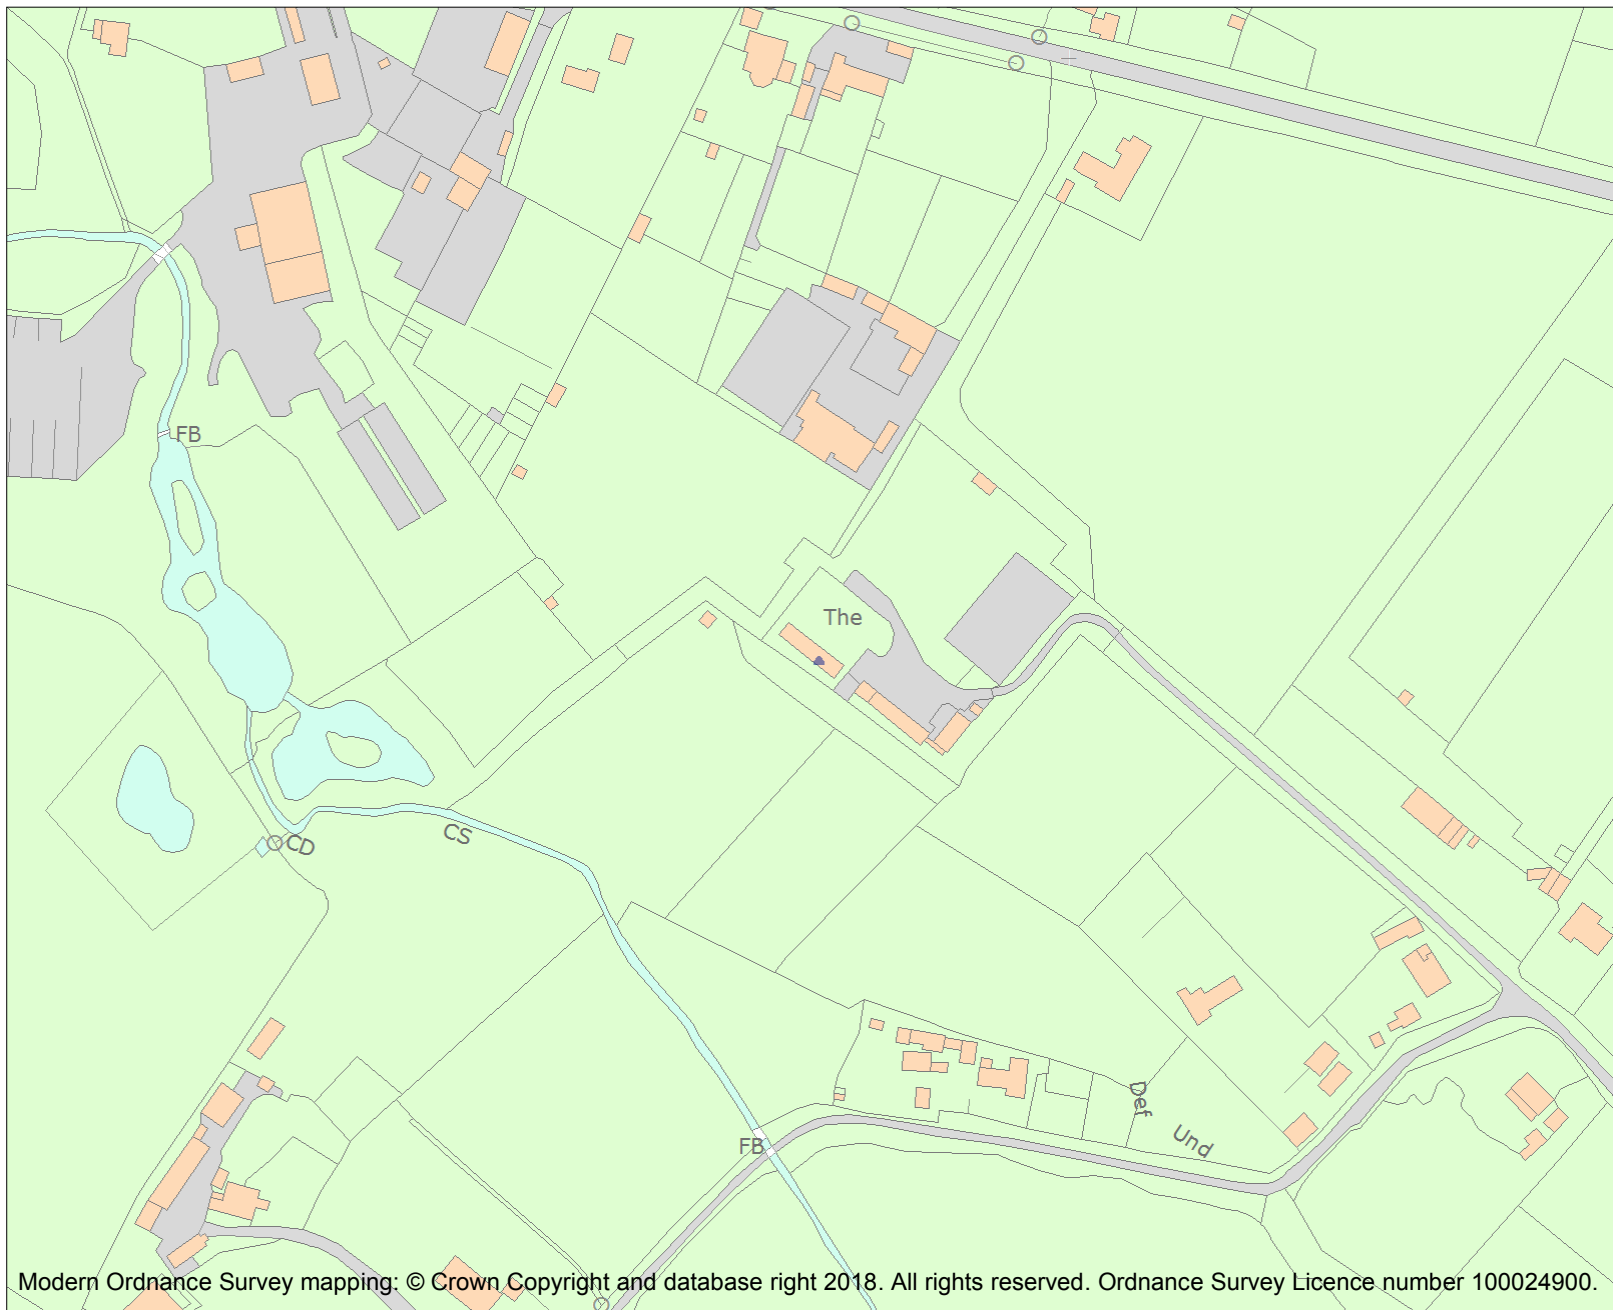 FB
The
CS
CD
Def
Und
FB
Modern Ordnance Survey mapping: © Crown Copyright and database right 2018. All rights reserved. Ordnance Survey Licence number 100024900.